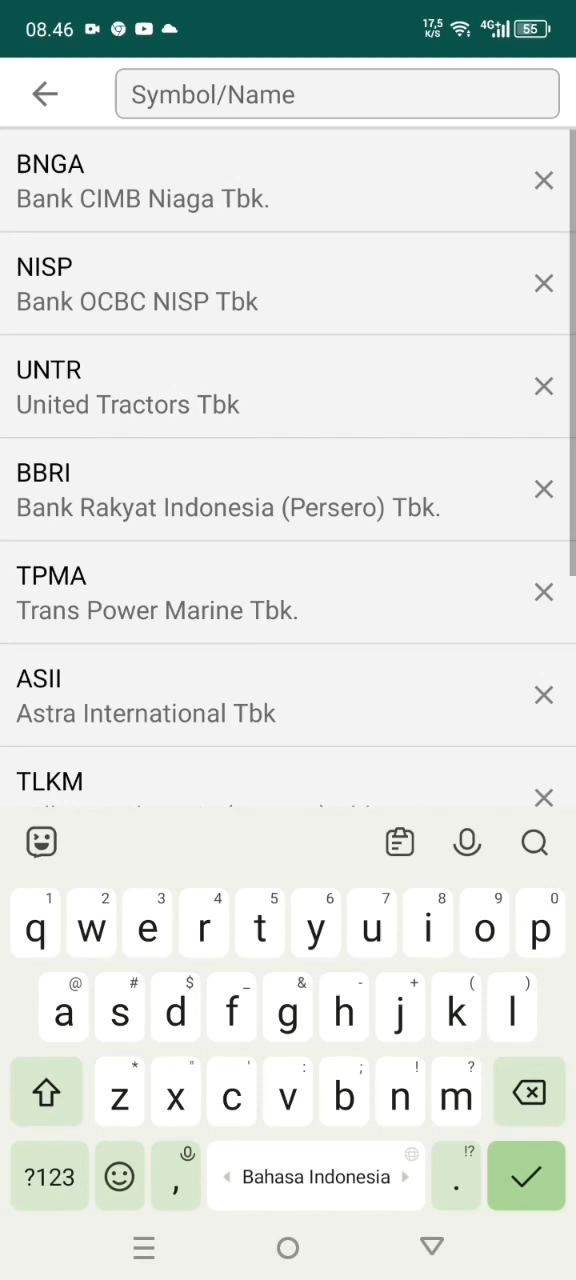 08.46
17,5
K/S
4G+
55
Symbol/Name
BNGA
Bank CIMB Niaga Tbk.
NISP
Bank OCBC NISP Tbk
UNTR
United Tractors Tbk
BBRI
Bank Rakyat Indonesia (Persero) Tbk.
TPMA
Trans Power Marine Tbk.
ASII
Astra International Tbk
TLKM
1 2 3 4 5 6 7 8 9 0
q w e r t y u i o p
@ # $ _ & - + ( )
a s d f g h j k l
* " ' : ; ! ?
z x c v b n m
!?
?123 , Bahasa Indonesia .